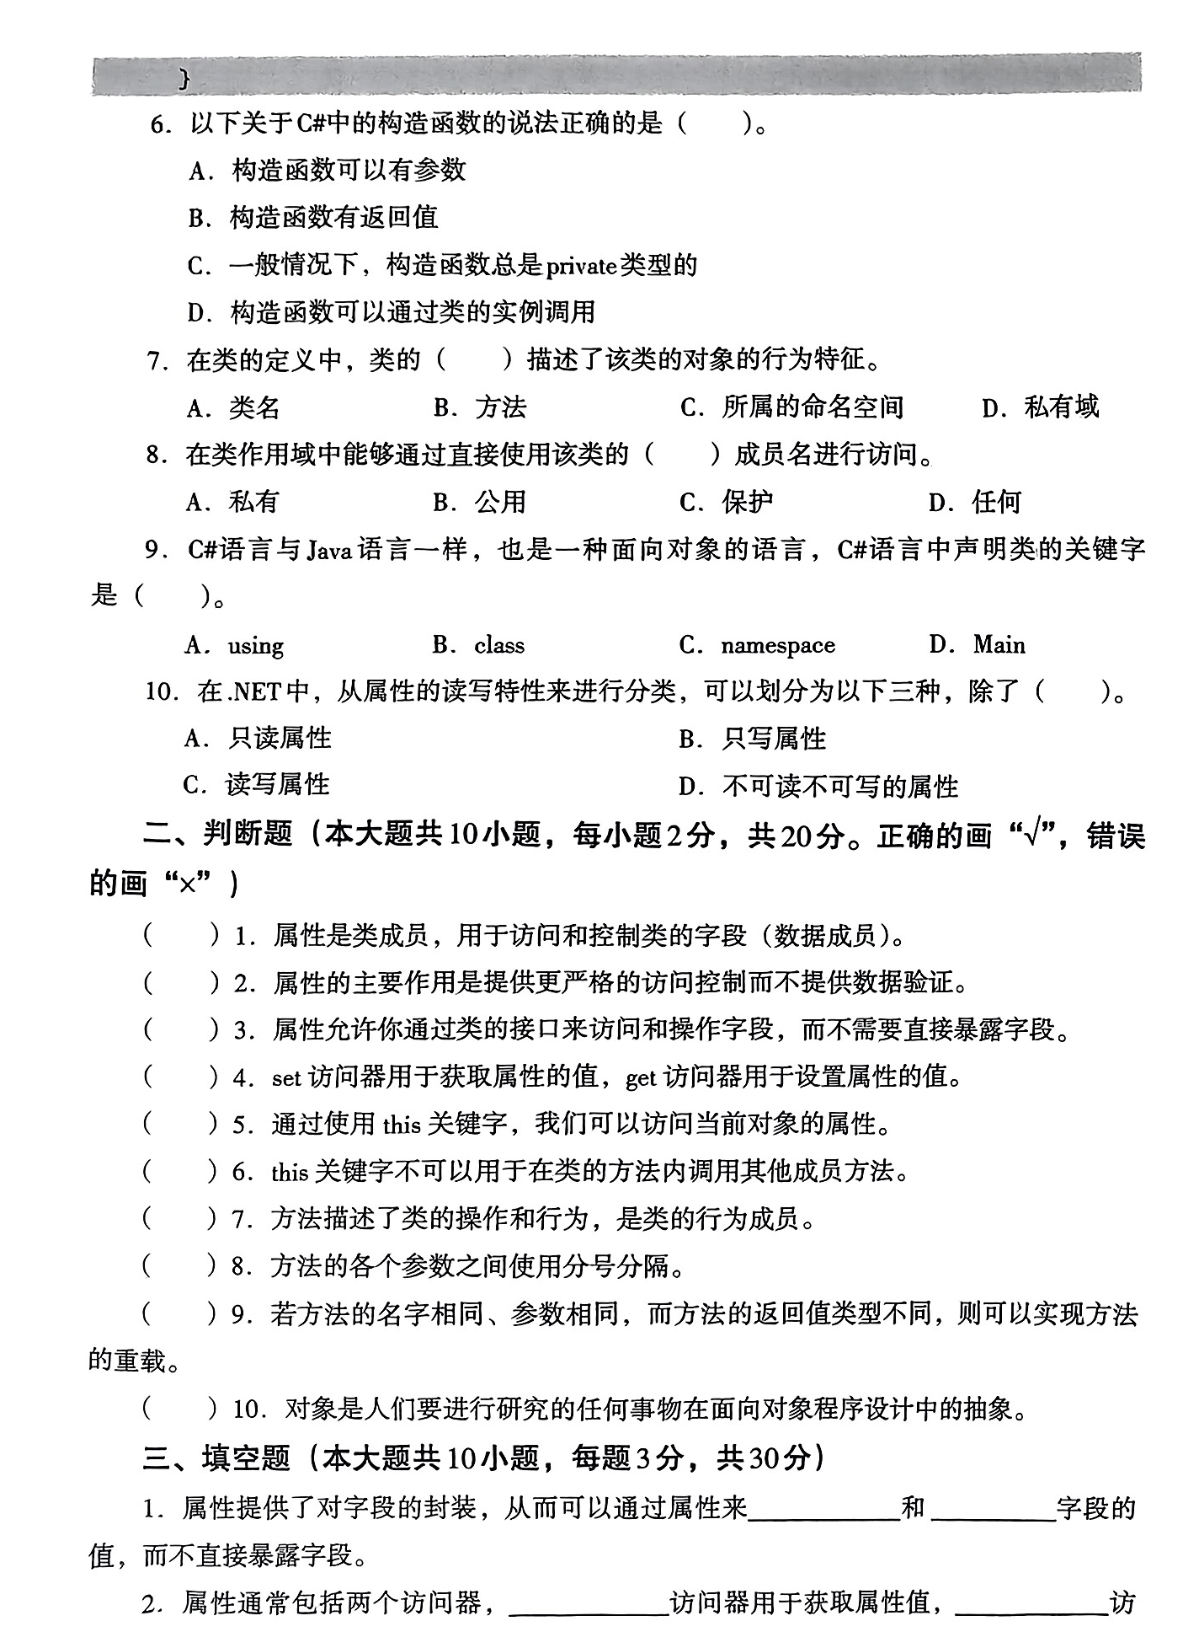 }
6. 以下关于C#中的构造函数的说法正确的是（　　）。
A. 构造函数可以有参数
B. 构造函数有返回值
C. 一般情况下，构造函数总是private类型的
D. 构造函数可以通过类的实例调用
7. 在类的定义中，类的（　　）描述了该类的对象的行为特征。
A. 类名　　B. 方法　　C. 所属的命名空间　　D. 私有域
8. 在类作用域中能够通过直接使用该类的（　　）成员名进行访问。
A. 私有　　B. 公用　　C. 保护　　D. 任何
9. C#语言与Java语言一样，也是一种面向对象的语言，C#语言中声明类的关键字
是（　　）。
A. using　　B. class　　C. namespace　　D. Main
10. 在.NET中，从属性的读写特性来进行分类，可以划分为以下三种，除了（　　）。
A. 只读属性　　B. 只写属性
C. 读写属性　　D. 不可读不可写的属性
二、判断题（本大题共10小题，每小题2分，共20分。正确的画“√”，错误
的画“×”）
（　　）1. 属性是类成员，用于访问和控制类的字段（数据成员）。
（　　）2. 属性的主要作用是提供更严格的访问控制而不提供数据验证。
（　　）3. 属性允许你通过类的接口来访问和操作字段，而不需要直接暴露字段。
（　　）4. set 访问器用于获取属性的值，get 访问器用于设置属性的值。
（　　）5. 通过使用 this 关键字，我们可以访问当前对象的属性。
（　　）6. this 关键字不可以用于在类的方法内调用其他成员方法。
（　　）7. 方法描述了类的操作和行为，是类的行为成员。
（　　）8. 方法的各个参数之间使用分号分隔。
（　　）9. 若方法的名字相同、参数相同，而方法的返回值类型不同，则可以实现方法
的重载。
（　　）10. 对象是人们要进行研究的任何事物在面向对象程序设计中的抽象。
三、填空题（本大题共10小题，每题3分，共30分）
1. 属性提供了对字段的封装，从而可以通过属性来__________和__________字段的
值，而不直接暴露字段。
2. 属性通常包括两个访问器，__________访问器用于获取属性值，__________访